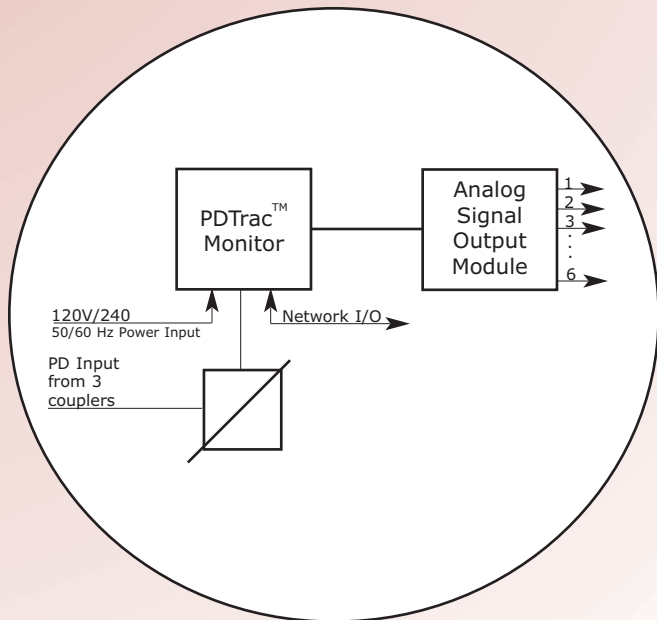 PDTrac™
Monitor
Analog
Signal
Output
Module
1
2
3
.
.
.
6
120V/240
50/60 Hz Power Input
Network I/O
PD Input
from 3
couplers